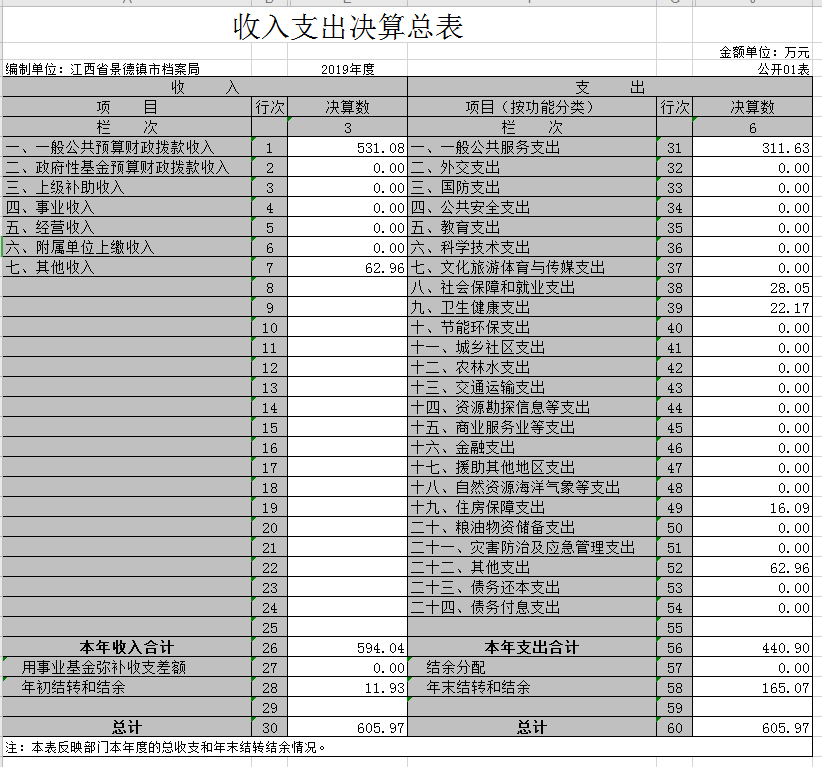 收入支出决算总表
金额单位：万元
编制单位：江西省景德镇市档案局 2019年度 公开01表
收 入 支 出
项 目 行次 决算数 项目（按功能分类） 行次 决算数
栏 次 3 栏 次 6
一、一般公共预算财政拨款收入 1 531.08 一、一般公共服务支出 31 311.63
二、政府性基金预算财政拨款收入 2 0.00 二、外交支出 32 0.00
三、上级补助收入 3 0.00 三、国防支出 33 0.00
四、事业收入 4 0.00 四、公共安全支出 34 0.00
五、经营收入 5 0.00 五、教育支出 35 0.00
六、附属单位上缴收入 6 0.00 六、科学技术支出 36 0.00
七、其他收入 7 62.96 七、文化旅游体育与传媒支出 37 0.00
8 八、社会保障和就业支出 38 28.05
9 九、卫生健康支出 39 22.17
10 十、节能环保支出 40 0.00
11 十一、城乡社区支出 41 0.00
12 十二、农林水支出 42 0.00
13 十三、交通运输支出 43 0.00
14 十四、资源勘探信息等支出 44 0.00
15 十五、商业服务业等支出 45 0.00
16 十六、金融支出 46 0.00
17 十七、援助其他地区支出 47 0.00
18 十八、自然资源海洋气象等支出 48 0.00
19 十九、住房保障支出 49 16.09
20 二十、粮油物资储备支出 50 0.00
21 二十一、灾害防治及应急管理支出 51 0.00
22 二十二、其他支出 52 62.96
23 二十三、债务还本支出 53 0.00
24 二十四、债务付息支出 54 0.00
25 55
本年收入合计 26 594.04 本年支出合计 56 440.90
用事业基金弥补收支差额 27 0.00 结余分配 57 0.00
年初结转和结余 28 11.93 年末结转和结余 58 165.07
29 59
总计 30 605.97 总计 60 605.97
注：本表反映部门本年度的总收支和年末结转结余情况。